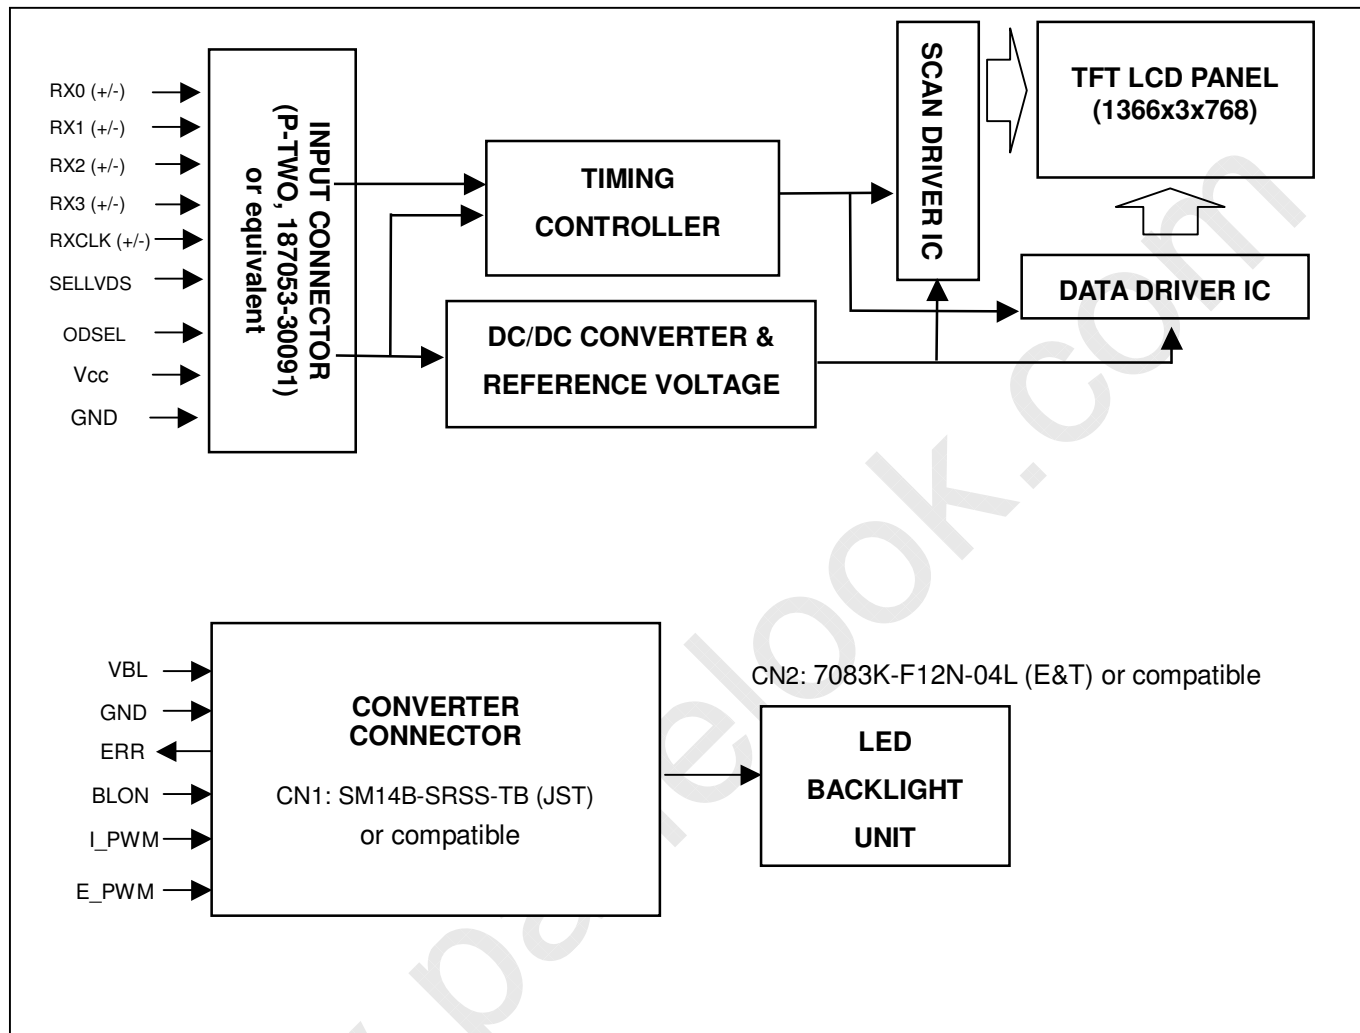 RX0 (+/-)
RX1 (+/-)
RX2 (+/-)
RX3 (+/-)
RXCLK (+/-)
SELLVDS
ODSEL
Vcc
GND
INPUT CONNECTOR
(P-TWO, 187053-30091)
or equivalent
TIMING
CONTROLLER
DC/DC CONVERTER &
REFERENCE VOLTAGE
SCAN DRIVER IC
TFT LCD PANEL
(1366x3x768)
DATA DRIVER IC
VBL
GND
ERR
BLON
I_PWM
E_PWM
CONVERTER
CONNECTOR
CN1: SM14B-SRSS-TB (JST)
or compatible
CN2: 7083K-F12N-04L (E&T) or compatible
LED
BACKLIGHT
UNIT
panelook.com